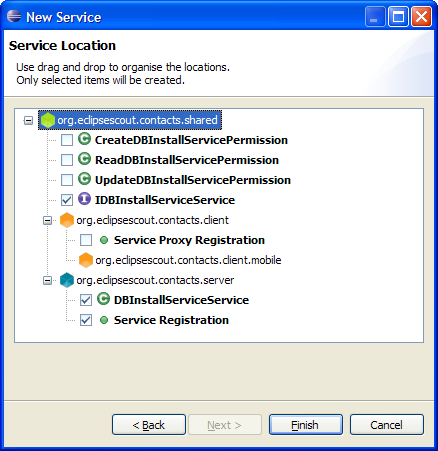 New Service
Service Location
Use drag and drop to organise the locations.
Only selected items will be created.
org.eclipsescout.contacts.shared
CreateDBInstallServicePermission
ReadDBInstallServicePermission
UpdateDBInstallServicePermission
IDBInstallServiceService
org.eclipsescout.contacts.client
Service Proxy Registration
org.eclipsescout.contacts.client.mobile
org.eclipsescout.contacts.server
DBInstallServiceService
Service Registration
< Back Next > Finish Cancel